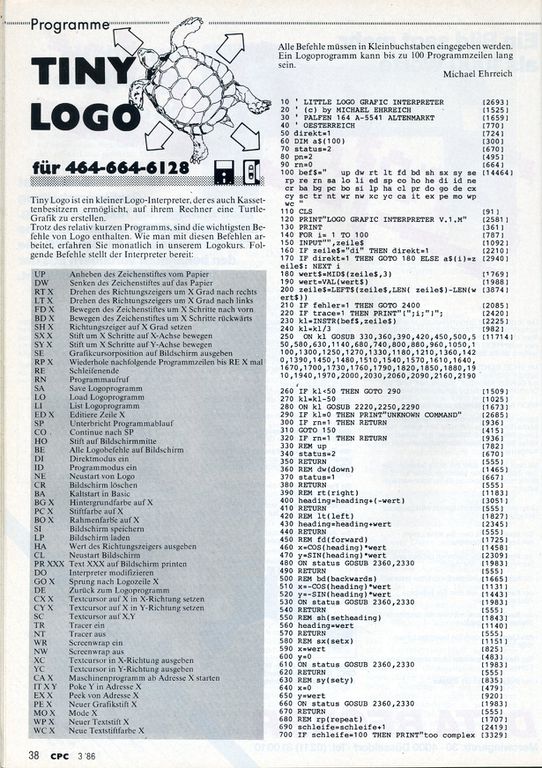 Programme
TINY
LOGO
für 464-664-6128
Tiny Logo ist ein kleiner Logo-Interpreter, der es auch Kasset-
tenbesitzern ermöglicht, auf ihrem Rechner eine Turtle-
Grafik zu erstellen.
Trotz des relativ kurzen Programms, sind die wichtigsten Be-
fehle von Logo enthalten. Wie man mit diesen Befehlen ar-
beitet, erfahren Sie monatlich in unserem Logokurs. Fol-
gende Befehle stellt der Interpreter bereit:
UP Anheben des Zeichenstiftes vom Papier
DW Senken des Zeichenstiftes auf das Papier
RT X Drehen des Richtungszeigers um X Grad nach rechts
LT X Drehen des Richtungszeigers um X Grad nach links
FD X Bewegen des Zeichenstiftes um X Schritte nach vorn
BD X Bewegen des Zeichenstiftes um X Schritte rückwärts
SH X Richtungszeiger auf X Grad setzen
SX X Stift um X Schritte auf X-Achse bewegen
SY X Stift um X Schritte auf Y-Achse bewegen
SE Grafikcursorposition auf Bildschirm ausgeben
RP X Wiederhole nachfolgende Programmzeilen bis RE X mal
RE Schleifenende
RN Programmaufruf
SA Save Logoprogramm
LO Load Logoprogramm
LI List Logoprogramm
ED X Editiere Zeile X
SP Unterbricht Programmablauf
CO Continue nach SP
HO Stift auf Bildschirmmitte
BE Alle Logobefehle auf Bildschirm
DI Direktmodus ein
ID Programmodus ein
NE Neustart von Logo
CR Bildschirm löschen
BA Kaltstart in Basic
BG X Hintergrundfarbe auf X
PC X Stiftfarbe auf X
BO X Rahmenfarbe auf X
SI Bildschirm speichern
LP Bildschirm laden
HA Wert des Richtungszeigers ausgeben
CL Neustart Bildschirm
PR XXX Text XXX auf Bildschirm printen
DO Interpreter modifizieren
GO X Sprung nach Logozeile X
DE Zurück zum Logoprogramm
CX X Textcursor auf X in X-Richtung setzen
CY X Textcursor auf X in Y-Richtung setzen
SC Textcursor auf X,Y
TR Tracer ein
NT Tracer aus
WR Screenwrap ein
NW Screenwrap aus
XC Textcursor in X-Richtung ausgeben
YC Textcursor in Y-Richtung ausgeben
CA X Maschinenprogramm ab Adresse X starten
IT X Y Poke Y in Adresse X
EX X Peek von Adresse X
PE X Neuer Grafikstift X
MO X Mode X
WP X Neuer Textstift X
WC X Neue Textstiftfarbe X
38 CPC 3 '86
Alle Befehle müssen in Kleinbuchstaben eingegeben werden.
Ein Logoprogramm kann bis zu 100 Programmzeilen lang
sein.
Michael Ehrreich
10 ' LITTLE LOGO GRAFIC INTERPRETER [2693]
20 ' (c) by MICHAEL EHRREICH [1525]
30 ' PALFEN 164 A-5541 ALTENMARKT [1659]
40 ' OESTERREICH [770]
50 direkt=1 [724]
60 DIM a$(100) [300]
70 status=2 [670]
80 pn=2 [495]
90 rn=0 [664]
100 bef$=" up dw rt lt fd bd sh sx sy se [14464]
rp re rn sa lo li ed sp co ho he di id ne
cr ba bg pc bo si lp ha cl pr do go de cx
cy sc tr nt wr nw xc yc ca it ex pe mo wp
wc "
110 CLS [91]
120 PRINT"LOGO GRAFIC INTERPRETER V.1.M" [2581]
130 PRINT [361]
140 FOR i= 1 TO 100 [787]
150 INPUT"",zeile$ [1092]
160 IF zeile$="di" THEN direkt=1 [2210]
170 IF direkt=1 THEN GOTO 180 ELSE a$(i)=z [2940]
eile$: NEXT i
180 wert$=MID$(zeile$,3) [1769]
190 wert=VAL(wert$) [1988]
200 zeile$=LEFT$(zeile$,LEN( zeile$)-LEN(w [3874]
ert$))
210 IF fehler=1 THEN GOTO 2400 [2085]
220 IF trace=1 THEN PRINT"(";i;")"; [2420]
230 kl=INSTR(bef$,zeile$) [2225]
240 kl=kl/3 [982]
250 ON kl GOSUB 330,360,390,420,450,500,5 [11714]
50,580,630,1140,680,740,800,880,960,1050,1
100,1300,1250,1270,1330,1180,1210,1360,142
0,1390,1450,1480,1510,1540,1570,1610,1640,
1670,1700,1730,1760,1790,1820,1850,1880,19
10,1940,1970,2000,2030,2060,2090,2160,2190
260 IF kl<50 THEN GOTO 290 [1509]
270 kl=kl-50 [1025]
280 ON kl GOSUB 2220,2250,2290 [1673]
290 IF kl=0 THEN PRINT"UNKNOWN COMMAND" [2685]
300 IF rn=1 THEN RETURN [936]
310 GOTO 150 [415]
320 IF rn=1 THEN RETURN [936]
330 REM up [782]
340 status=2 [670]
350 RETURN [555]
360 REM dw(down) [1465]
370 status=1 [667]
380 RETURN [555]
390 REM rt(right) [1183]
400 heading=heading+(-wert) [3051]
410 RETURN [555]
420 REM lt(left) [1827]
430 heading=heading+wert [2345]
440 RETURN [555]
450 REM fd(forward) [1725]
460 x=COS(heading)*wert [1458]
470 y=SIN(heading)*wert [2309]
480 ON status GOSUB 2360,2330 [1983]
490 RETURN [555]
500 REM bd(backwards) [1665]
510 x=-COS(heading)*wert [1131]
520 y=-SIN(heading)*wert [1443]
530 ON status GOSUB 2360,2330 [1983]
540 RETURN [555]
550 REM sh(setheading) [1843]
560 heading=wert [1140]
570 RETURN [555]
580 REM sx(setx) [1151]
590 x=wert [825]
600 y=0 [483]
610 ON status GOSUB 2360,2330 [1983]
620 RETURN [555]
630 REM sy(sety) [835]
640 x=0 [479]
650 y=wert [920]
660 ON status GOSUB 2360,2330 [1983]
670 RETURN [555]
680 REM rp(repeat) [1707]
690 schleife=schleife+1 [2419]
700 IF schleife=100 THEN PRINT"too complex [3329]